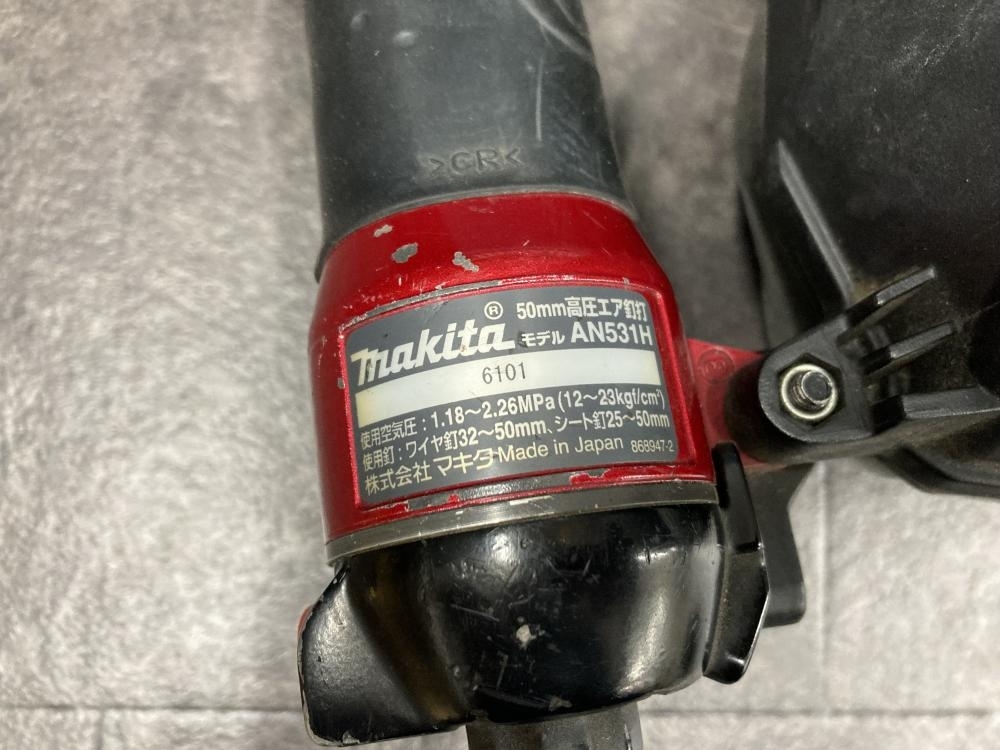 >CR<
makita® 50mm高圧エア釘打
モデル AN531H
6101
使用空気圧：1.18～2.26MPa(12～23kgf/cm²)
使用釘：ワイヤ釘32～50mm、シート釘25～50mm
株式会社 マキタ Made in Japan 868947-2